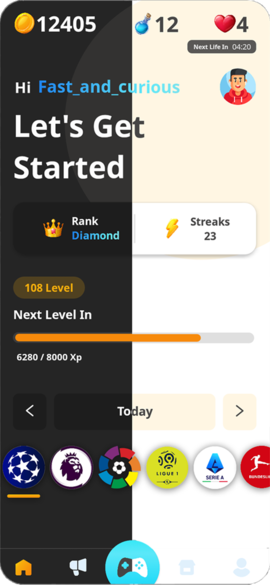 12405
12
4
Next Life In 04:20
Hi Fast_and_curious
Let's Get
Started
Rank
Diamond
Streaks
23
108 Level
Next Level In
6280 / 8000 Xp
Today
LIGUE 1
SERIE A
BUNDESL